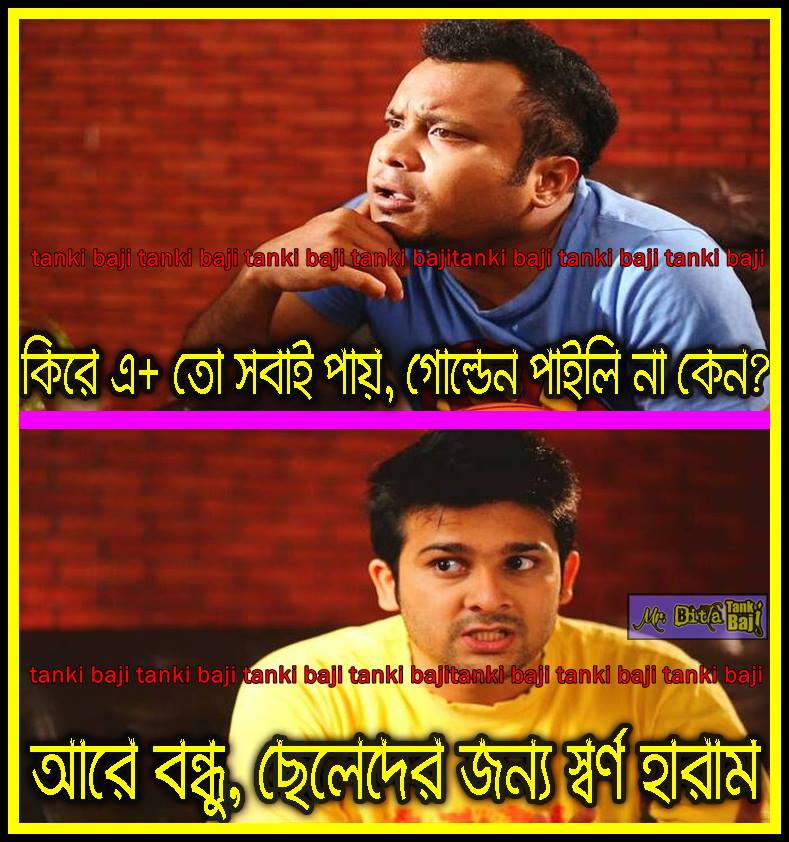 tanki baji tanki baji tanki baji tanki bajitanki baji tanki baji tanki baji
কিরে এ+ তো সবাই পায়, গোল্ডেন পাইলি না কেন?
Mr. Bita Tanki Baji
tanki baji tanki baji tanki baji tanki bajitanki baji tanki baji tanki baji
আরে বন্ধু, ছেলেদের জন্য স্বর্ণ হারাম